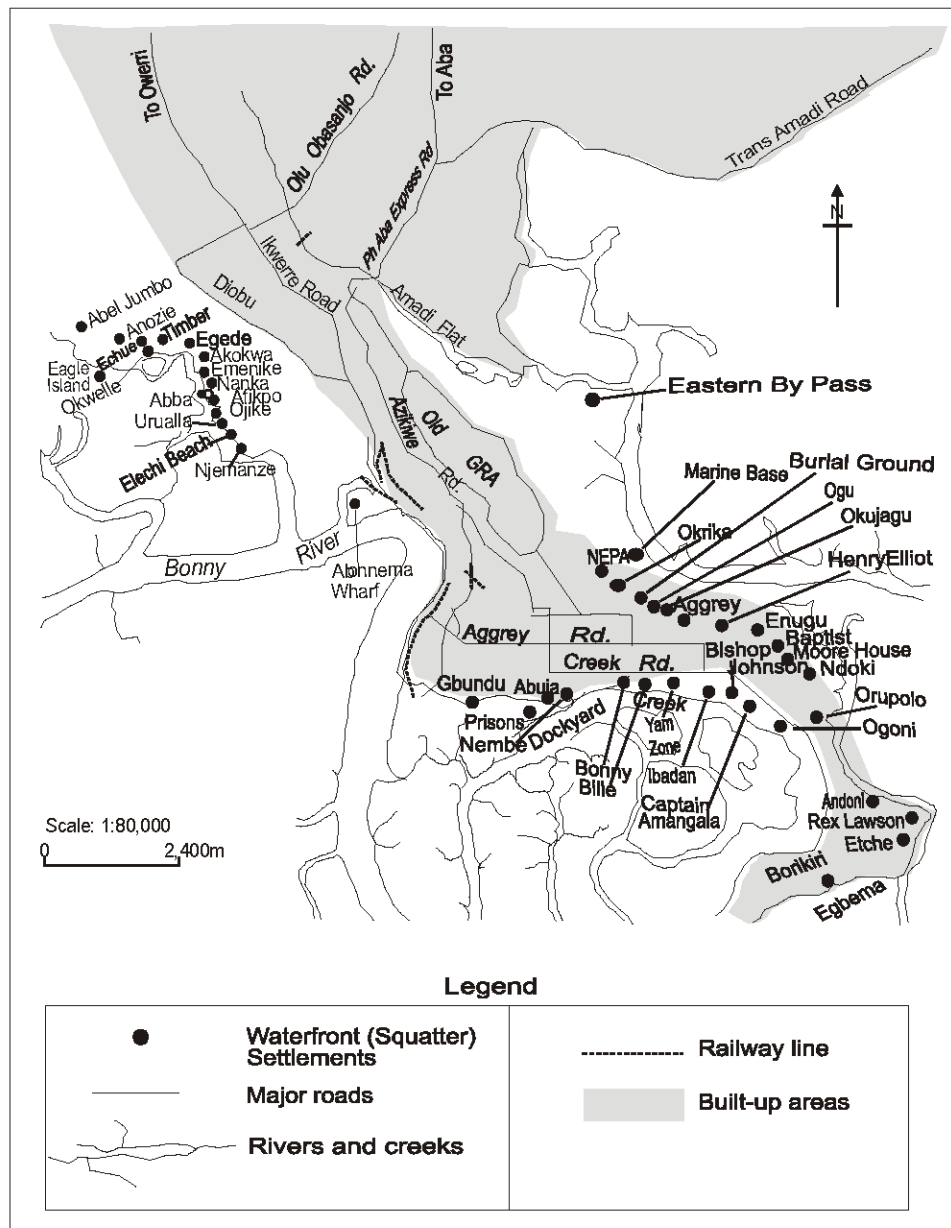 To Owerri
Olu Obasanjo Rd.
To Aba
Trans Amadi Road
Ph Aba Express Rd
N
Ikwerre Road
Diobu
Amadi Flat
Abel Jumbo
Anozie
Echue
Timber
Egede
Akokwa
Eagle
Island
Okwelle
Emenike
Nanka
Abba
Afikpo
Ojike
Urualla
Elechi Beach
Njemanze
Azikiwe
Rd.
Old
GRA
Eastern By Pass
Marine Base
Burial Ground
Ogu
Okrika
Okujagu
NEPA
HenryElliot
River
Bonny
Abnnema
Wharf
Aggrey
Enugu
Aggrey Rd.
Baptist
Bishop
Johnson
Moore House
Ndoki
Creek Rd.
Gbundu
Abuja
Prisons
Nembe
Dockyard
Creek
Yam
Zone
Orupolo
Ogoni
Bonny
Bille
Ibadan
Captain
Amangala
Andoni
Rex Lawson
Etche
Borikiri
Egbema
Scale: 1:80,000
0 2,400m
Legend
Waterfront (Squatter)
Settlements
Major roads
Rivers and creeks
Railway line
Built-up areas